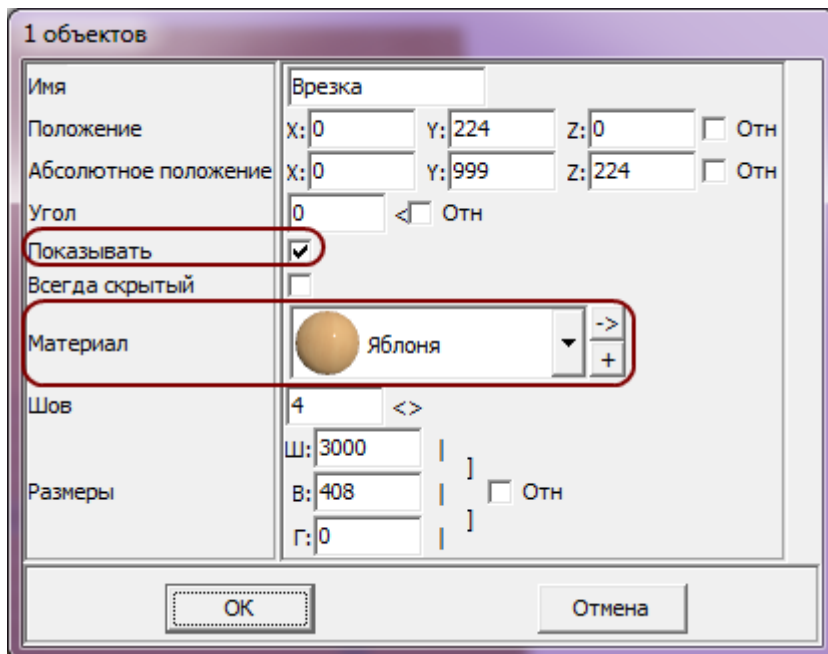 1 объектов
Имя Врезка
Положение X: 0 Y: 224 Z: 0 Отн
Абсолютное положение X: 0 Y: 999 Z: 224 Отн
Угол 0 < Отн
Показывать
Всегда скрытый
Материал Яблоня ->
+
Шов 4 <>
Ш: 3000 |
]
Размеры В: 408 | Отн
]
Г: 0 |
OK Отмена